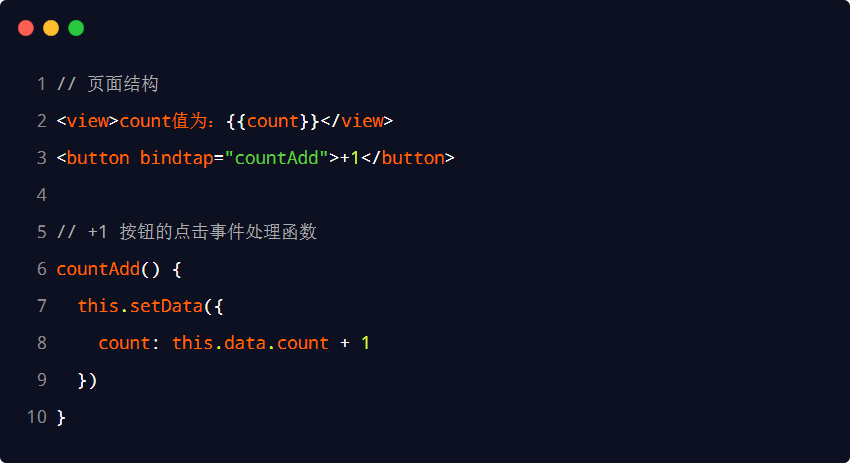 1 // 页面结构
2 <view>count值为：{{count}}</view>
3 <button bindtap="countAdd">+1</button>
4
5 // +1 按钮的点击事件处理函数
6 countAdd() {
7   this.setData({
8     count: this.data.count + 1
9   })
10 }